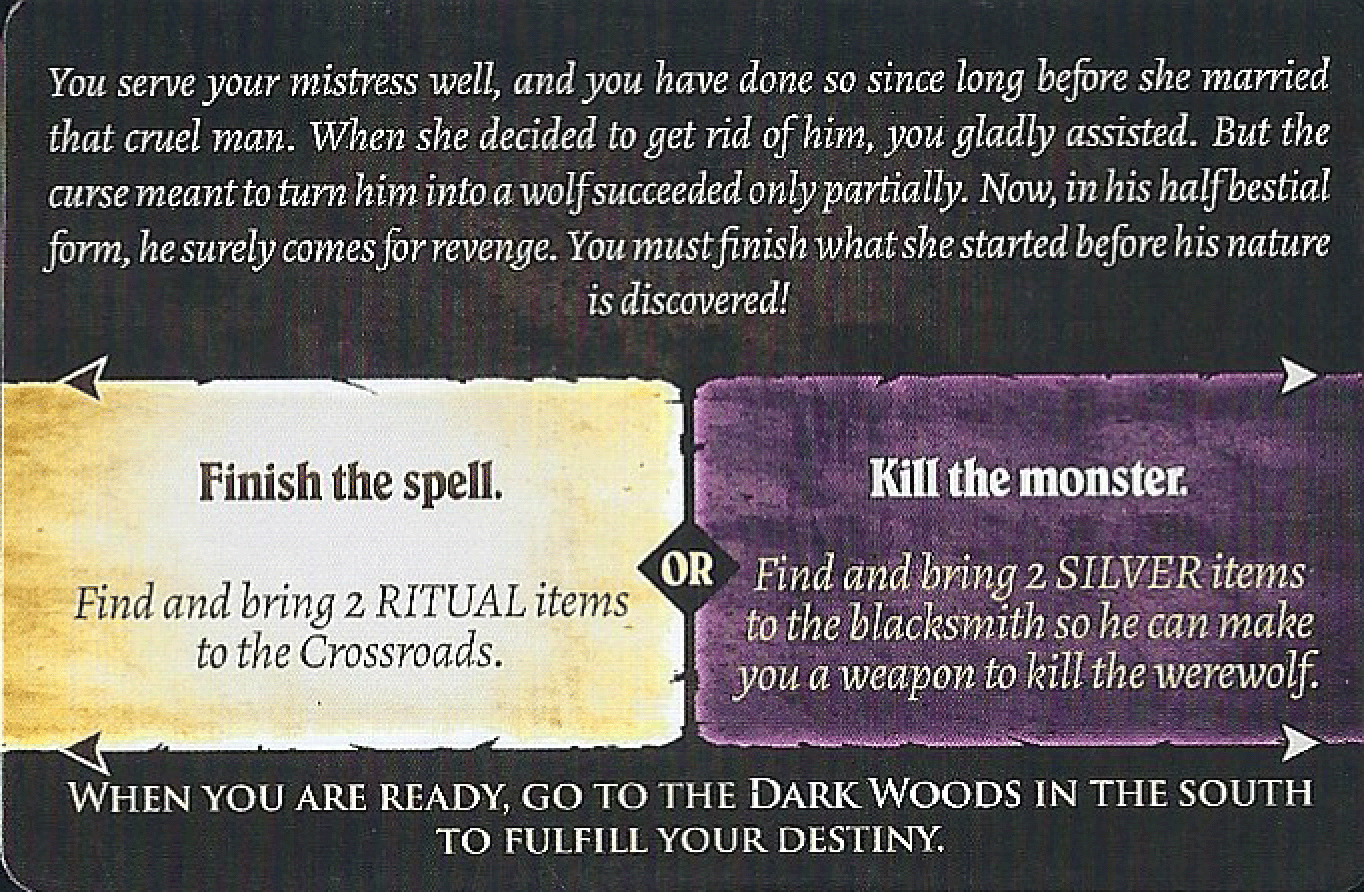 You serve your mistress well, and you have done so since long before she married
that cruel man. When she decided to get rid of him, you gladly assisted. But the
curse meant to turn him into a wolf succeeded only partially. Now, in his half bestial
form, he surely comes for revenge. You must finish what she started before his nature
is discovered!
Finish the spell.
Find and bring 2 RITUAL items
to the Crossroads.
OR
Kill the monster.
Find and bring 2 SILVER items
to the blacksmith so he can make
you a weapon to kill the werewolf.
WHEN YOU ARE READY, GO TO THE DARK WOODS IN THE SOUTH
TO FULFILL YOUR DESTINY.